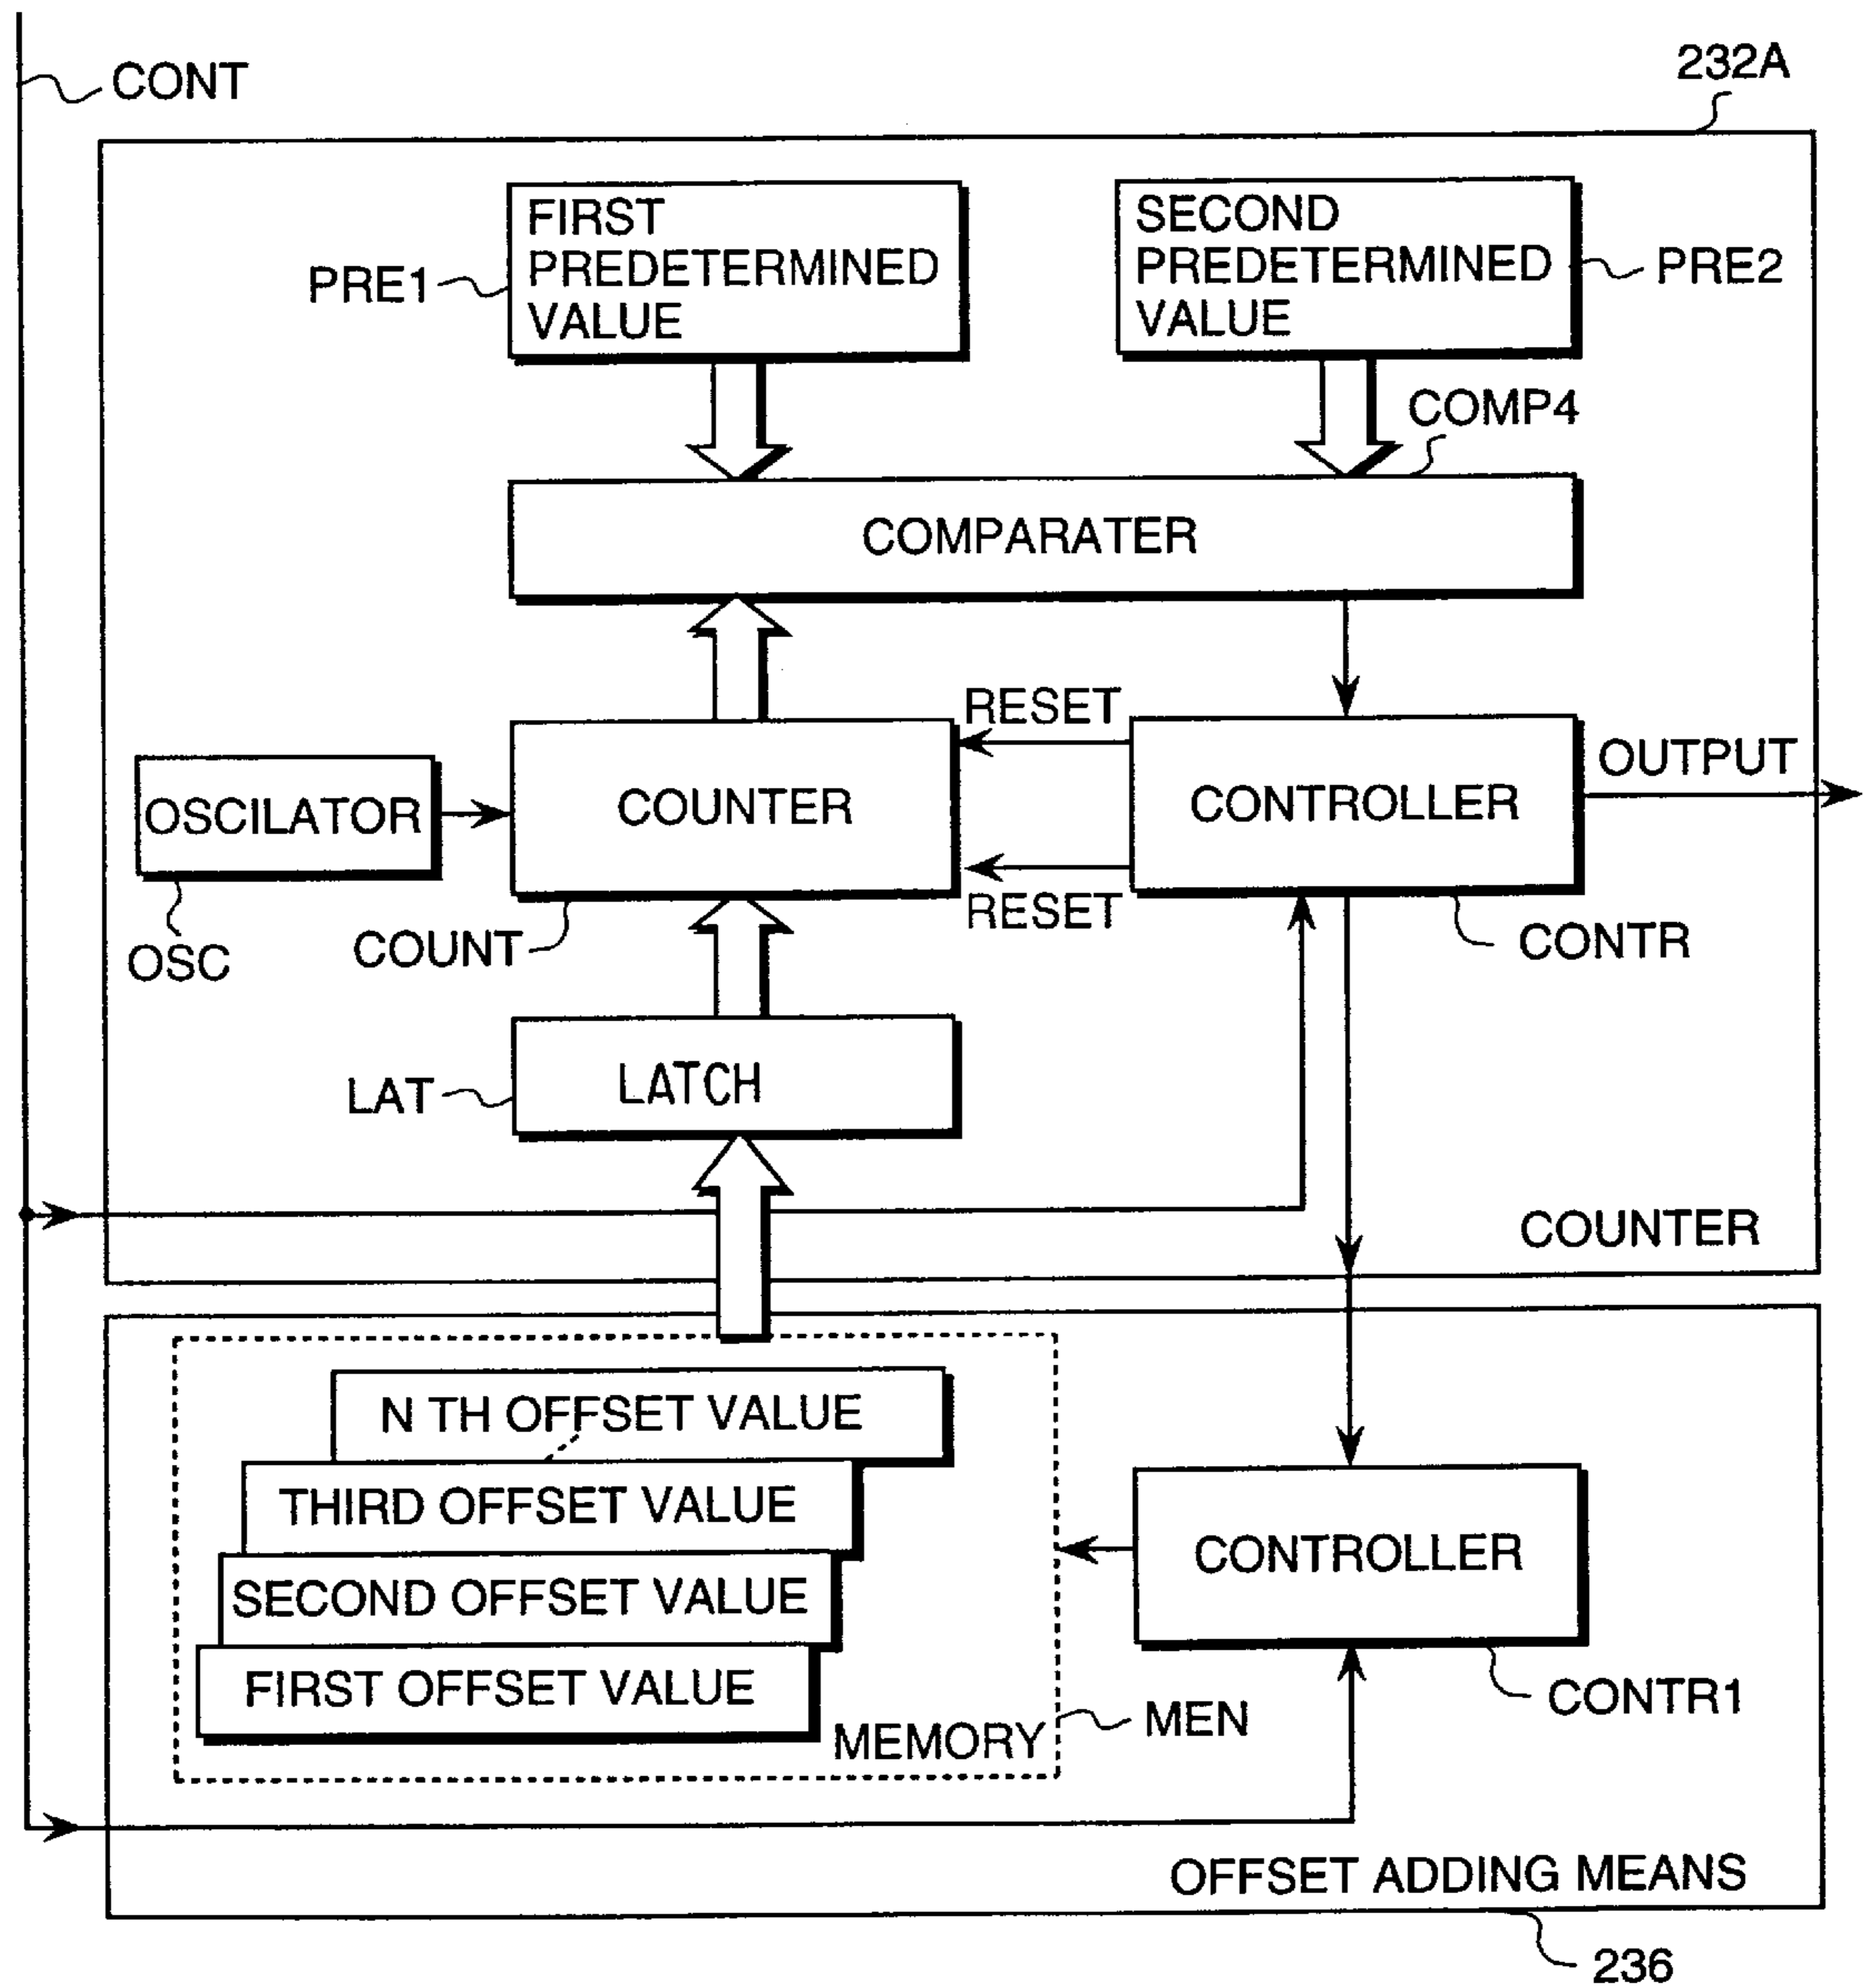 CONT
232A
FIRST
PREDETERMINED
VALUE
PRE1
SECOND
PREDETERMINED
VALUE
PRE2
COMP4
COMPARATER
RESET
OUTPUT
OSCILATOR
COUNTER
CONTROLLER
RESET
OSC
COUNT
CONTR
LAT
LATCH
COUNTER
N TH OFFSET VALUE
THIRD OFFSET VALUE
SECOND OFFSET VALUE
FIRST OFFSET VALUE
MEMORY
MEN
CONTROLLER
CONTR1
OFFSET ADDING MEANS
236